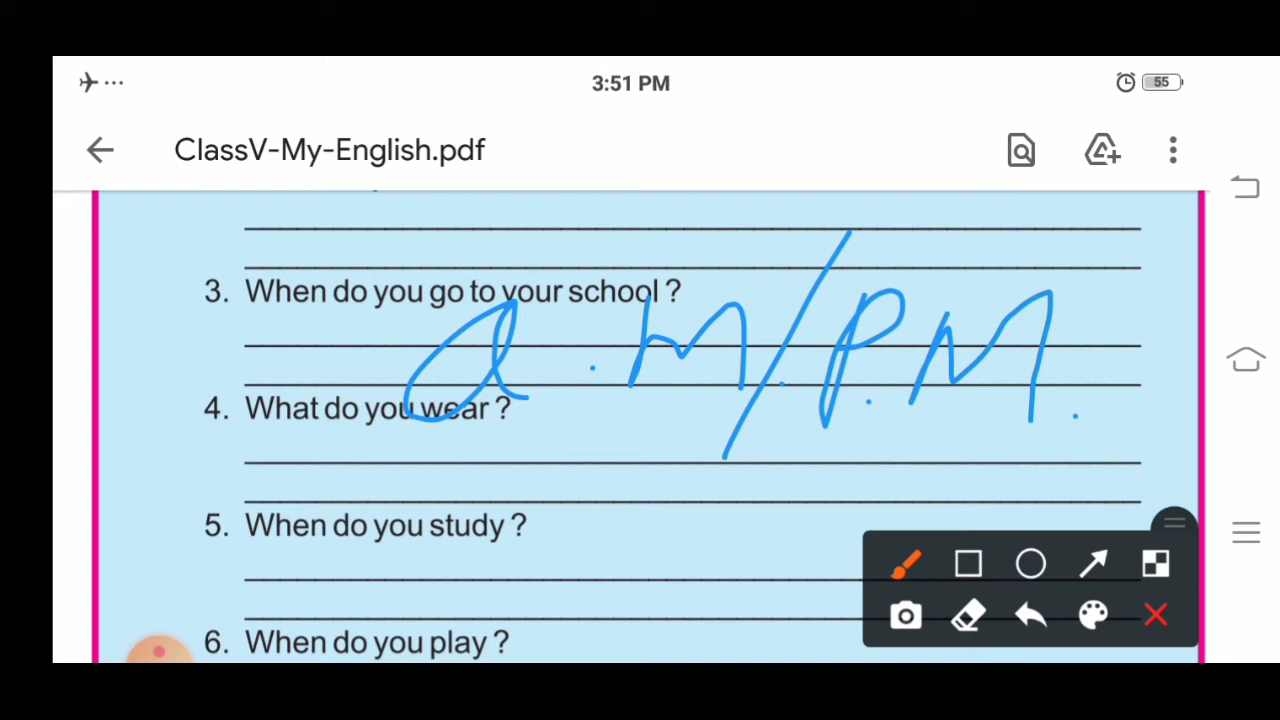 3:51 PM
55
ClassV-My-English.pdf
3. When do you go to your school ?
a.m./P.M.
4. What do you wear ?
5. When do you study ?
6. When do you play ?